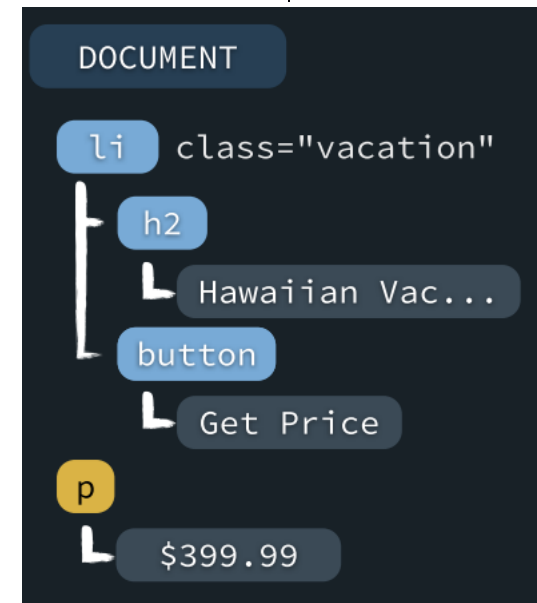 DOCUMENT
li class="vacation"
h2
Hawaiian Vac...
button
Get Price
p
$399.99